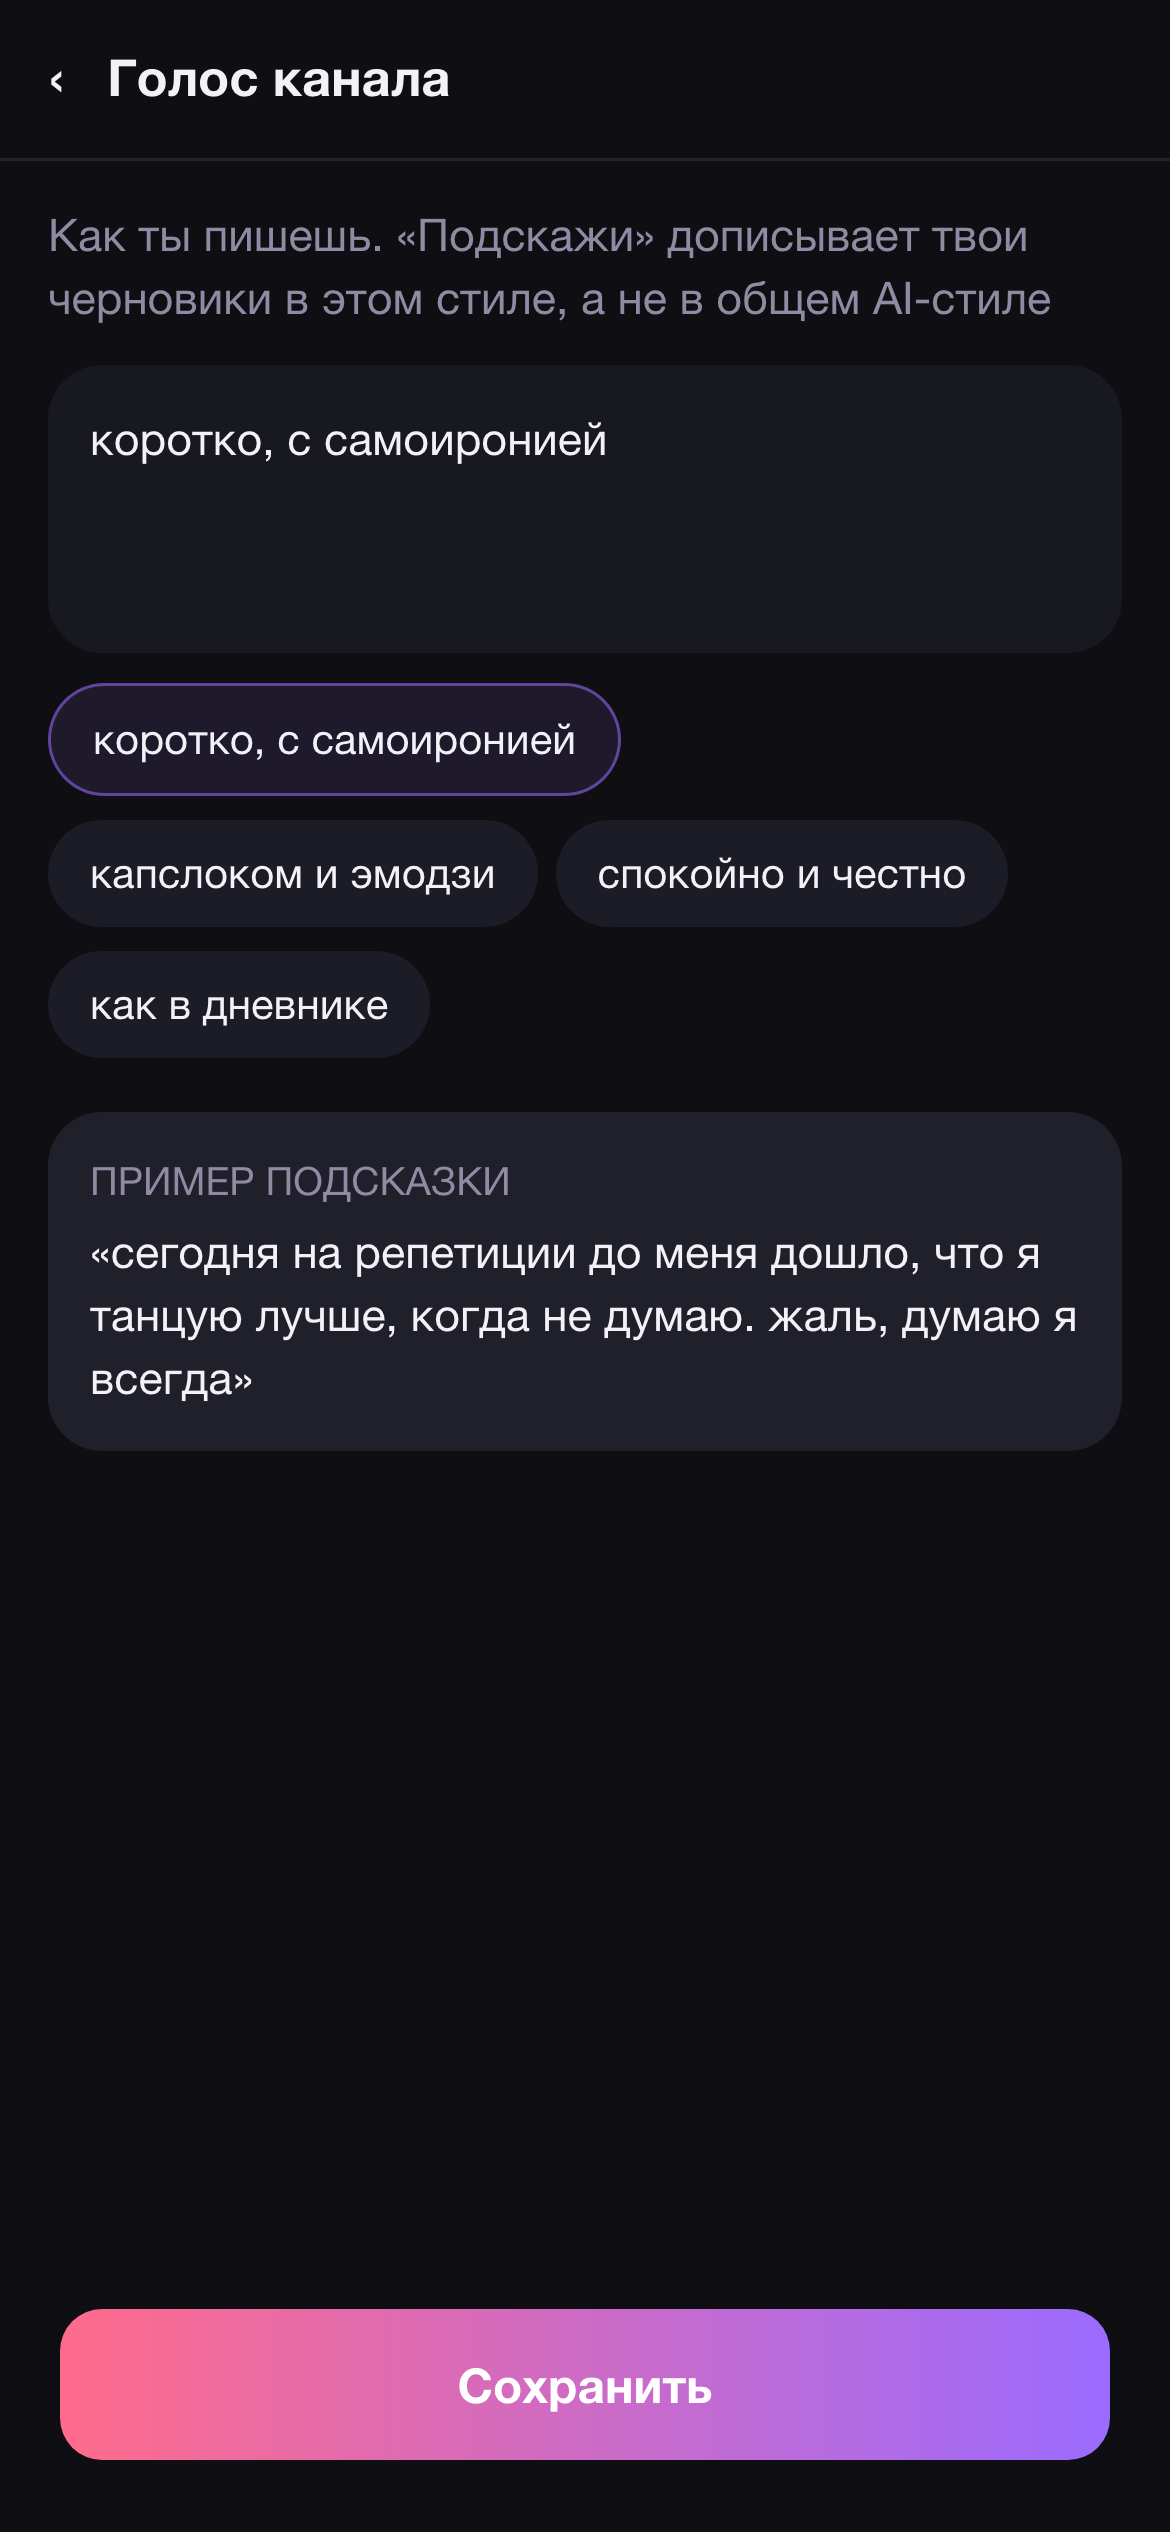 ‹ Голос канала
Как ты пишешь. «Подскажи» дописывает твои
черновики в этом стиле, а не в общем AI-стиле
коротко, с самоиронией
коротко, с самоиронией
капслоком и эмодзи
спокойно и честно
как в дневнике
ПРИМЕР ПОДСКАЗКИ
«сегодня на репетиции до меня дошло, что я
танцую лучше, когда не думаю. жаль, думаю я
всегда»
Сохранить